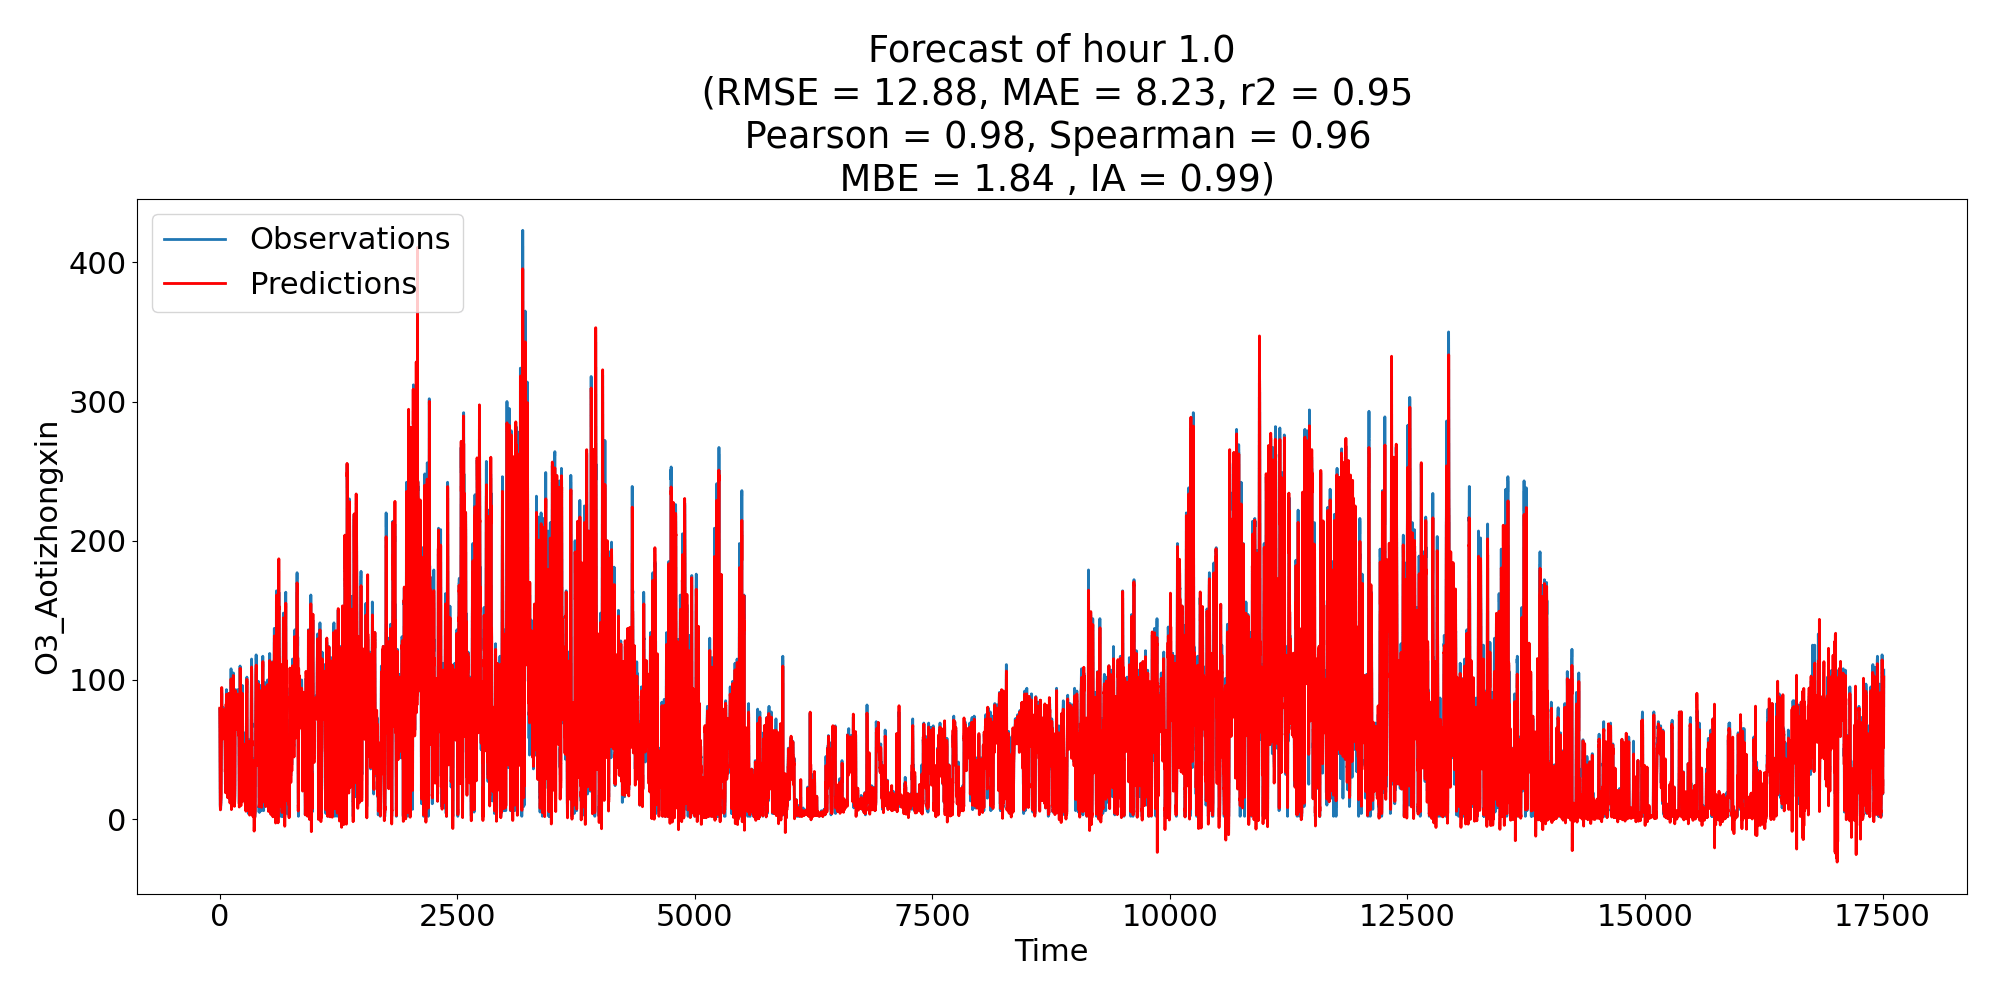 Forecast of hour 1.0
(RMSE = 12.88, MAE = 8.23, r2 = 0.95
Pearson = 0.98, Spearman = 0.96
MBE = 1.84 , IA = 0.99)
Observations
Predictions
400
300
200
100
0
O3_Aotizhongxin
0 2500 5000 7500 10000 12500 15000 17500
Time